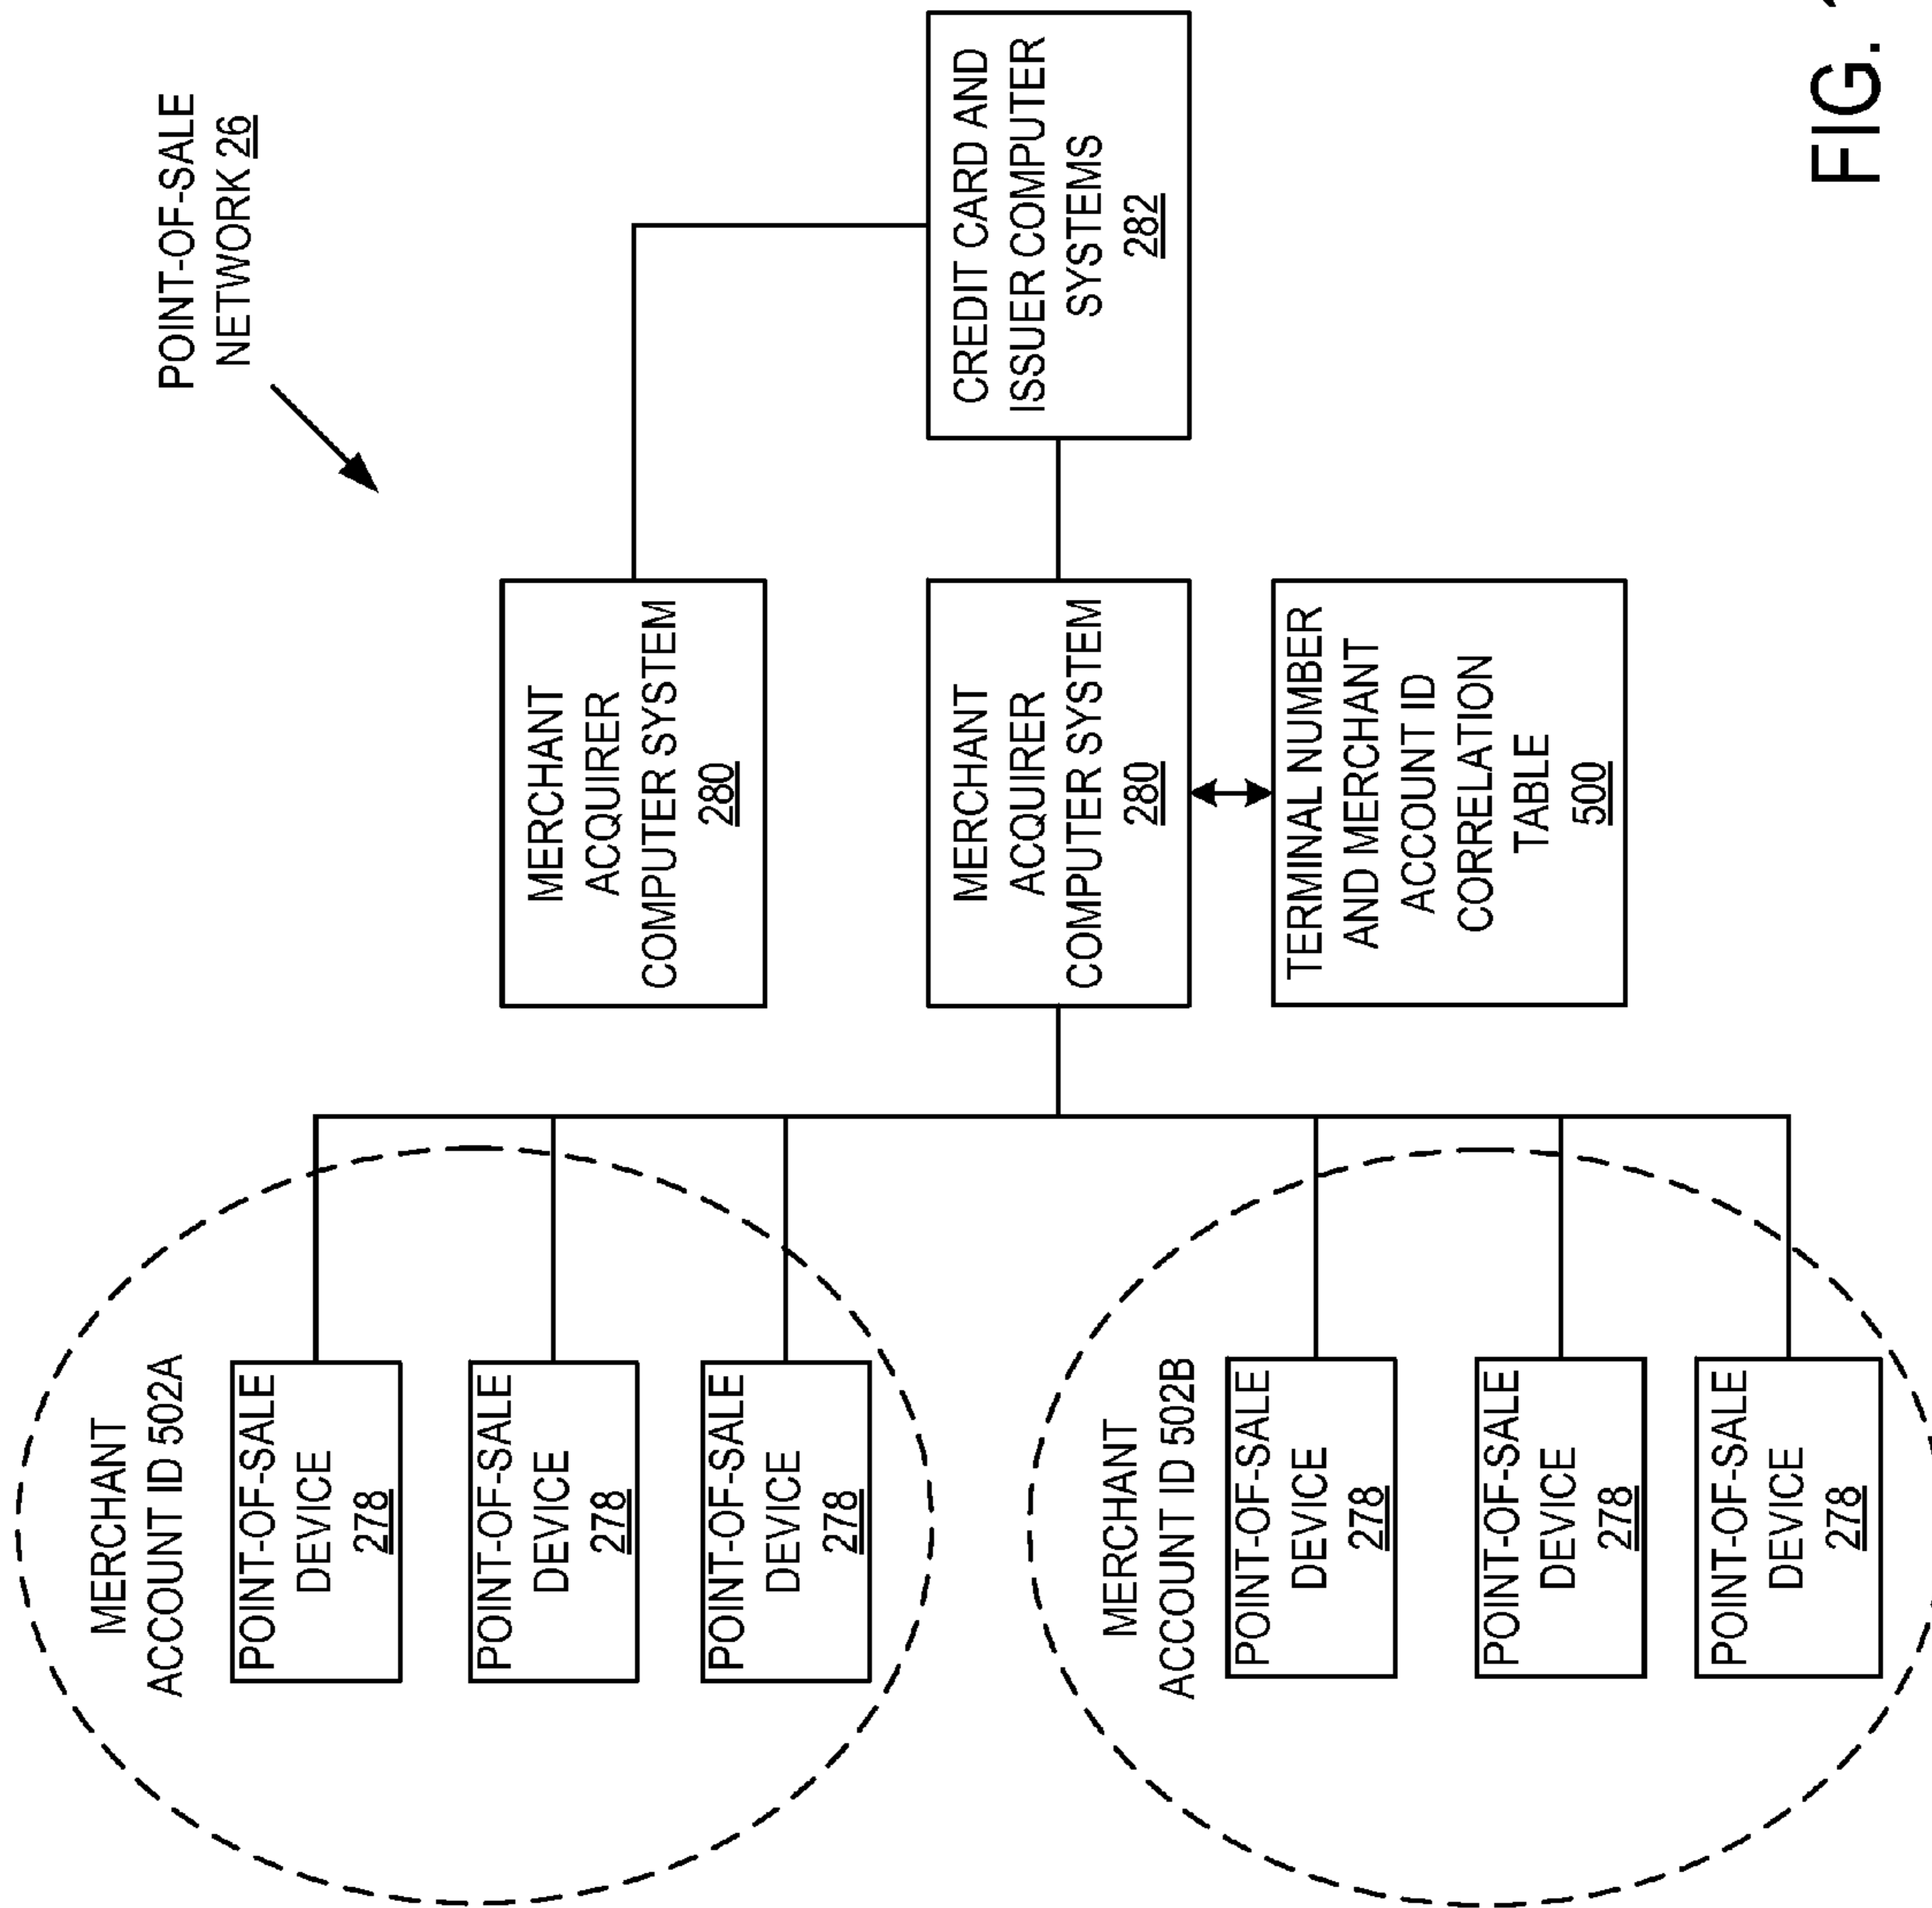 POINT-OF-SALE
NETWORK 26
MERCHANT
ACCOUNT ID 502A
POINT-OF-SALE
DEVICE
278
POINT-OF-SALE
DEVICE
278
POINT-OF-SALE
DEVICE
278
MERCHANT
ACCOUNT ID 502B
POINT-OF-SALE
DEVICE
278
POINT-OF-SALE
DEVICE
278
POINT-OF-SALE
DEVICE
278
MERCHANT
ACQUIRER
COMPUTER SYSTEM
280
MERCHANT
ACQUIRER
COMPUTER SYSTEM
280
TERMINAL NUMBER
AND MERCHANT
ACCOUNT ID
CORRELATION
TABLE
500
CREDIT CARD AND
ISSUER COMPUTER
SYSTEMS
282
FIG.